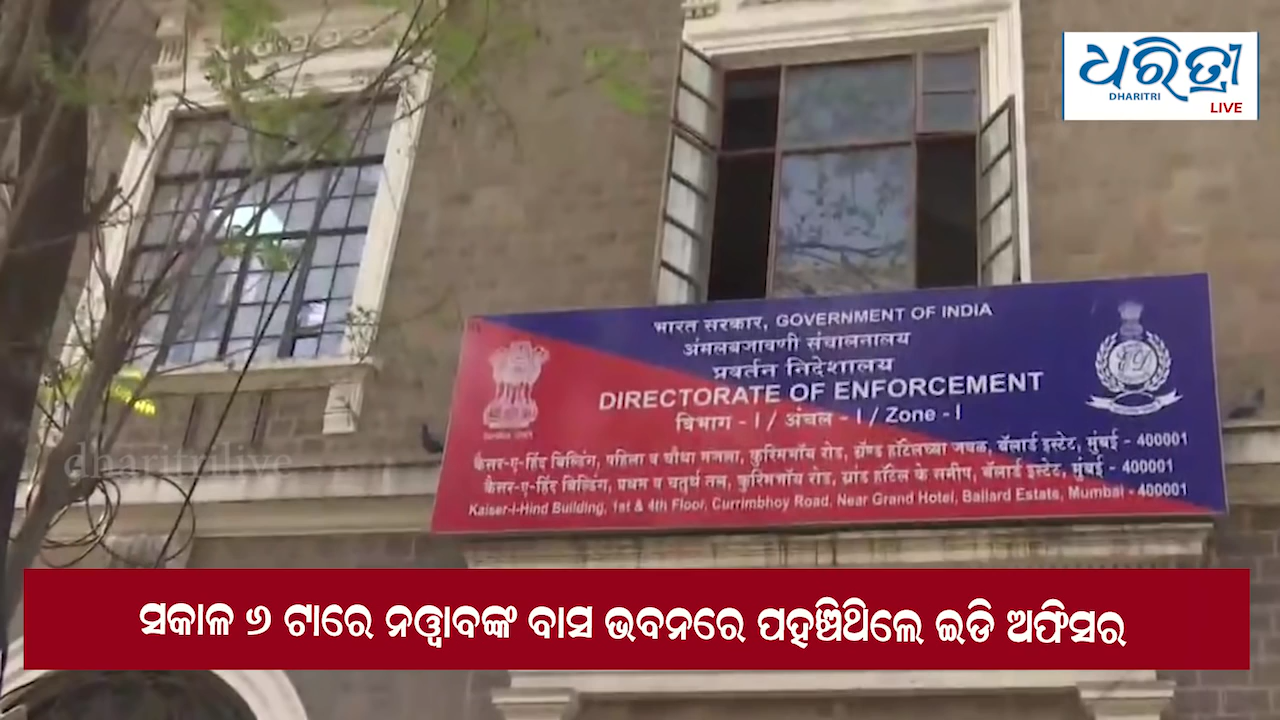 ଧରିତ୍ରୀ
DHARITRI
LIVE
भारत सरकार, GOVERNMENT OF INDIA
अंमलबजावणी संचालनालय
प्रवर्तन निदेशालय
DIRECTORATE OF ENFORCEMENT
विभाग - I / अंचल - I / Zone - I
कैसर-ए-हिंद बिल्डिंग, पहिला व चौथा मजला, कुरिमभॉय रोड, ग्रॅण्ड हॉटेलच्या जवळ, बॅलार्ड इस्टेट, मुंबई - 400001
कैसर-ए-हिंद बिल्डिंग, प्रथम व चतुर्थ तल, कुरिमभॉय रोड, ग्रांड हॉटेल के समीप, बॅलार्ड इस्टेट, मुंबई - 400001
Kaiser-i-Hind Building, 1st & 4th Floor, Currimbhoy Road, Near Grand Hotel, Ballard Estate, Mumbai - 400001
dharitrilive
ସକାଳ ୬ ଟାରେ ନୱାବଙ୍କ ବାସ ଭବନରେ ପହଞ୍ଚିଥିଲେ ଇଡି ଅଫିସର